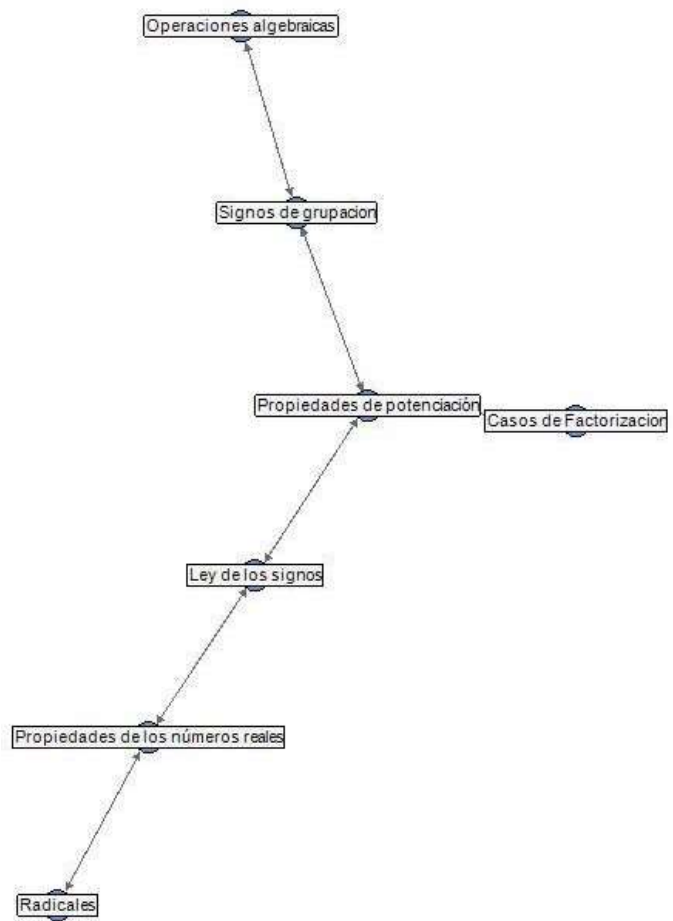 Operaciones algebraicas
Signos de grupacion
Propiedades de potenciación
Casos de Factorizacion
Ley de los signos
Propiedades de los números reales
Radicales